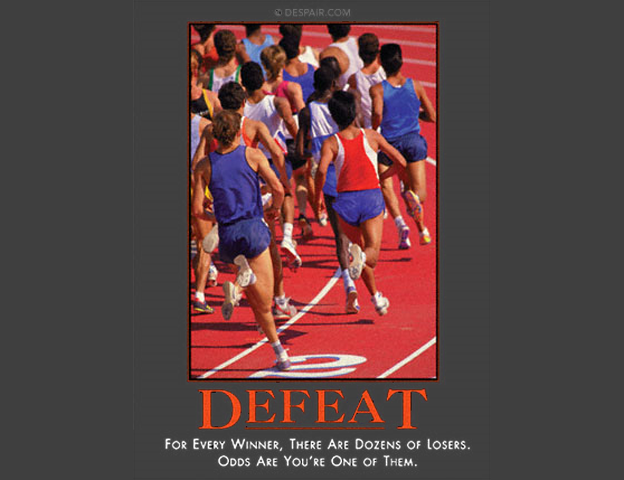 © DESPAIR.COM
DEFEAT
FOR EVERY WINNER, THERE ARE DOZENS OF LOSERS.
ODDS ARE YOU'RE ONE OF THEM.